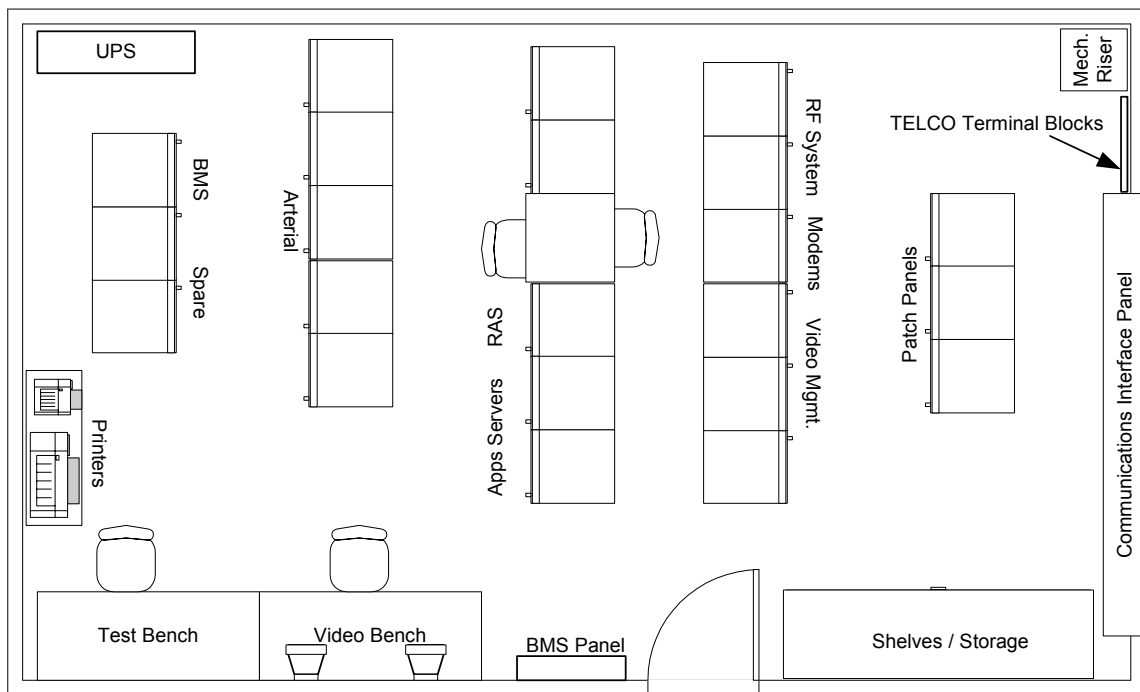 UPS
Mech.
Riser
TELCO Terminal Blocks
BMS
Spare
Arterial
RAS
Apps Servers
RF System
Modems
Video Mgmt.
Patch Panels
Communications Interface Panel
Printers
Test Bench
Video Bench
BMS Panel
Shelves / Storage